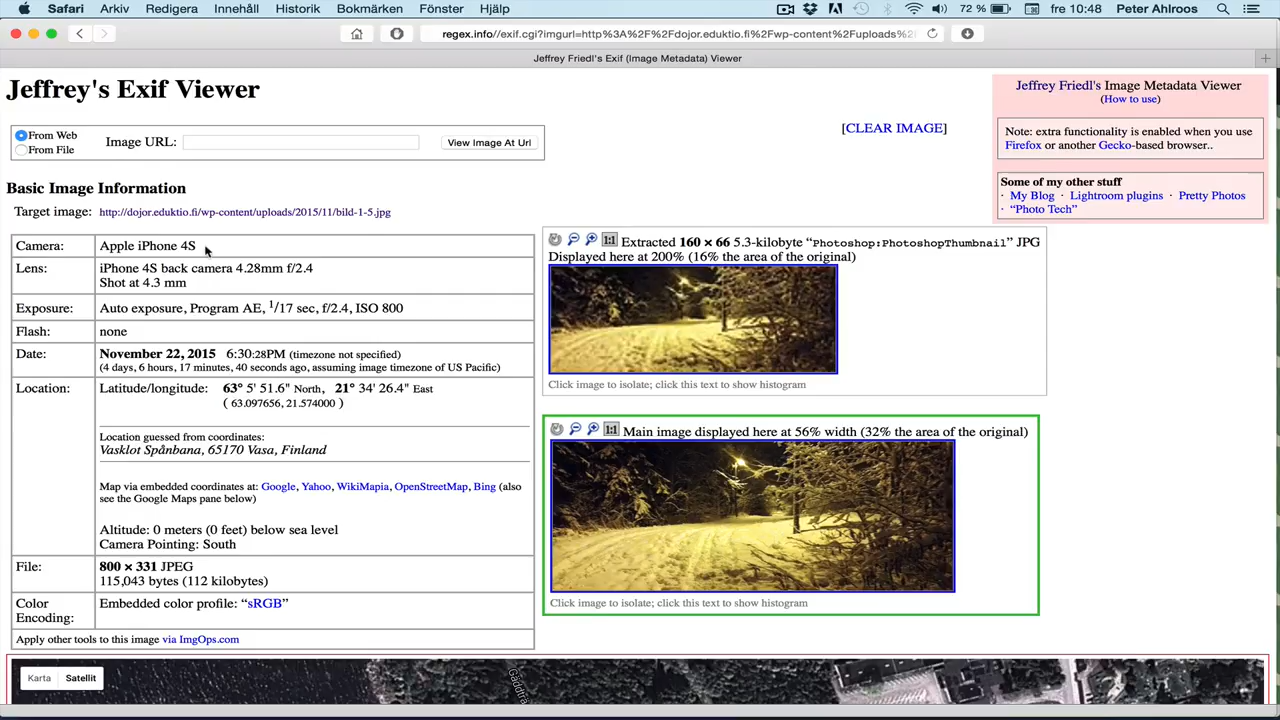 Safari Arkiv Redigera Innehåll Historik Bokmärken Fönster Hjälp 72 % fre 10:48 Peter Ahlroos
regex.info//exif.cgi?imgurl=http%3A%2F%2Fdojor.eduktio.fi%2Fwp-content%2Fuploads%2
Jeffrey Friedl's Exif (Image Metadata) Viewer
Jeffrey's Exif Viewer
From Web
From File
Image URL:
View Image At Url
[CLEAR IMAGE]
Jeffrey Friedl's Image Metadata Viewer
(How to use)
Note: extra functionality is enabled when you use
Firefox or another Gecko-based browser..
Some of my other stuff
· My Blog · Lightroom plugins · Pretty Photos
· “Photo Tech”
Basic Image Information
Target image: http://dojor.eduktio.fi/wp-content/uploads/2015/11/bild-1-5.jpg
Camera: Apple iPhone 4S
Lens: iPhone 4S back camera 4.28mm f/2.4
Shot at 4.3 mm
Exposure: Auto exposure, Program AE, 1/17 sec, f/2.4, ISO 800
Flash: none
Date: November 22, 2015 6:30:28PM (timezone not specified)
(4 days, 6 hours, 17 minutes, 40 seconds ago, assuming image timezone of US Pacific)
Location: Latitude/longitude: 63° 5' 51.6" North, 21° 34' 26.4" East
( 63.097656, 21.574000 )
Location guessed from coordinates:
Vasklot Spånbana, 65170 Vasa, Finland
Map via embedded coordinates at: Google, Yahoo, WikiMapia, OpenStreetMap, Bing (also
see the Google Maps pane below)
Altitude: 0 meters (0 feet) below sea level
Camera Pointing: South
File: 800 × 331 JPEG
115,043 bytes (112 kilobytes)
Color
Encoding:
Embedded color profile: “sRGB”
Apply other tools to this image via ImgOps.com
1:1 Extracted 160 × 66 5.3-kilobyte “Photoshop:PhotoshopThumbnail” JPG
Displayed here at 200% (16% the area of the original)
Click image to isolate; click this text to show histogram
1:1 Main image displayed here at 56% width (32% the area of the original)
Click image to isolate; click this text to show histogram
Karta Satellit